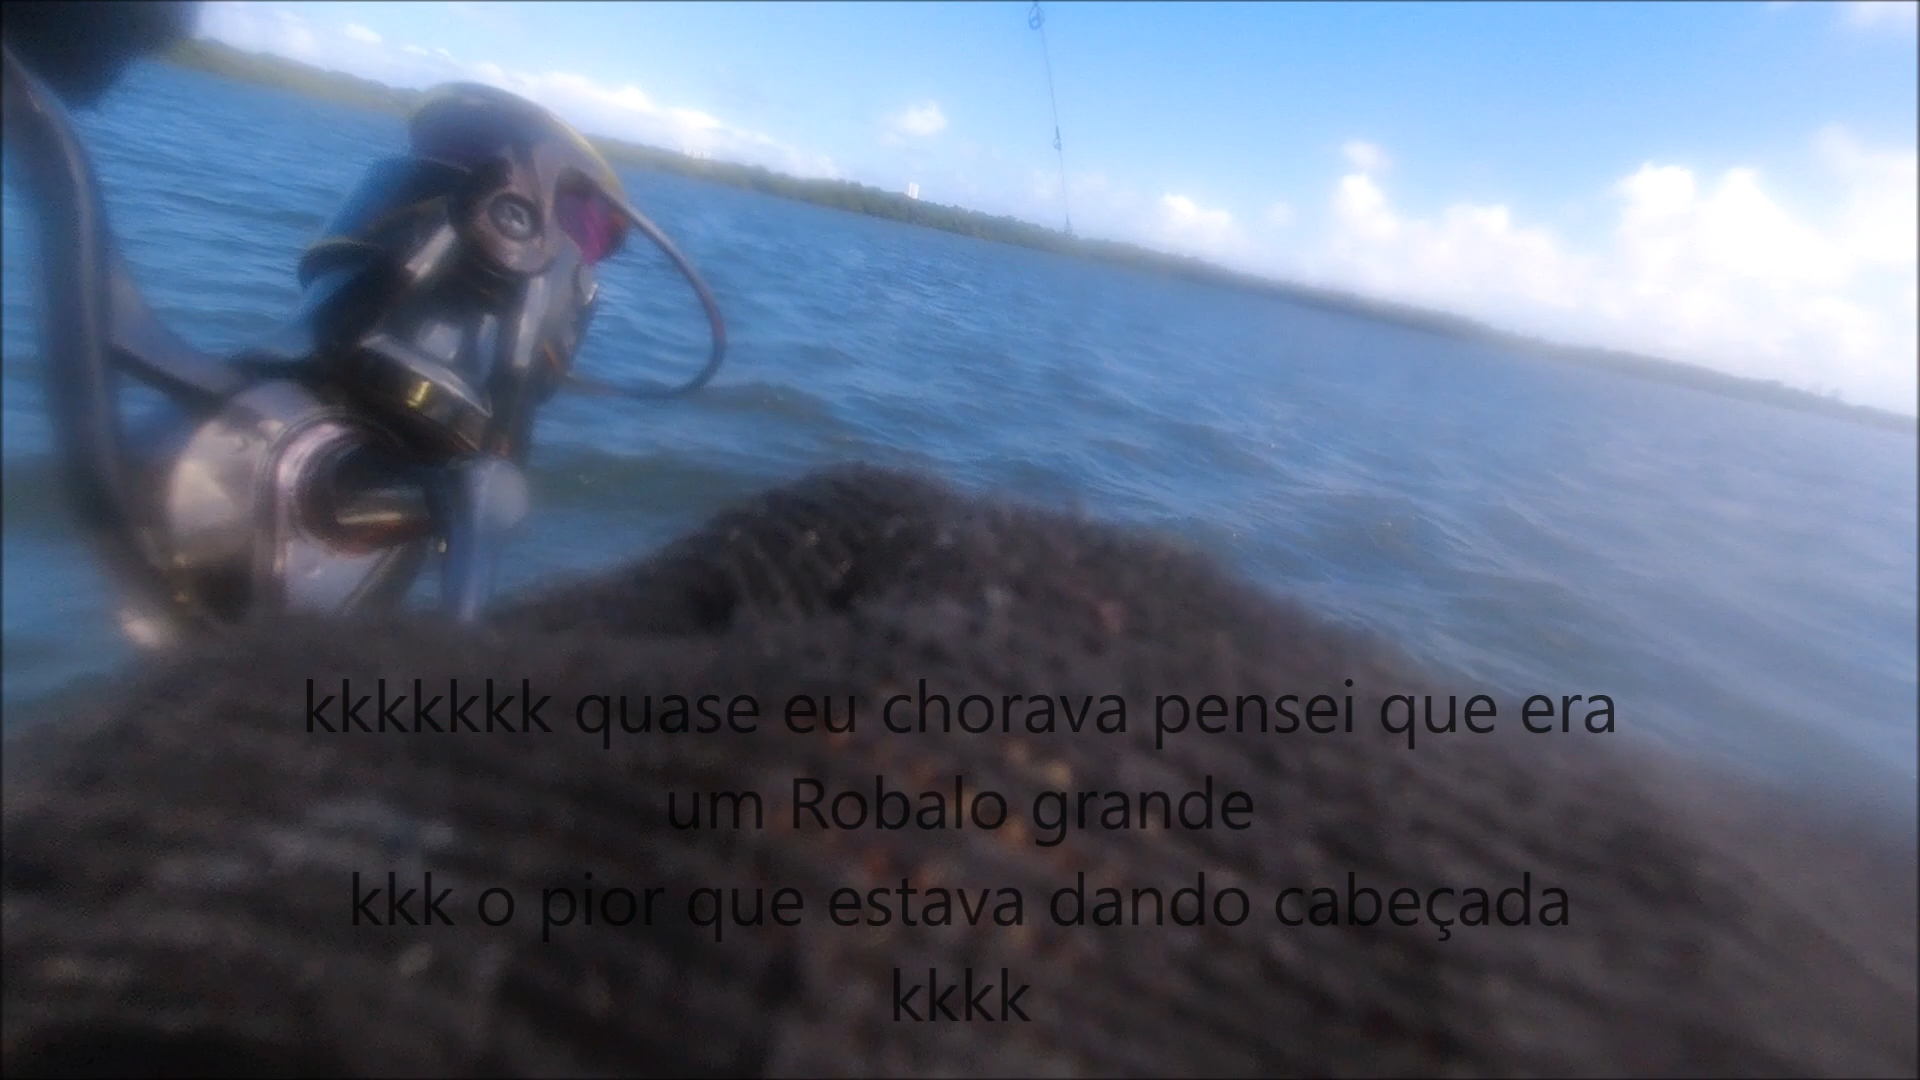 kkkkkkk quase eu chorava pensei que era
um Robalo grande
kkk o pior que estava dando cabeçada
kkkk